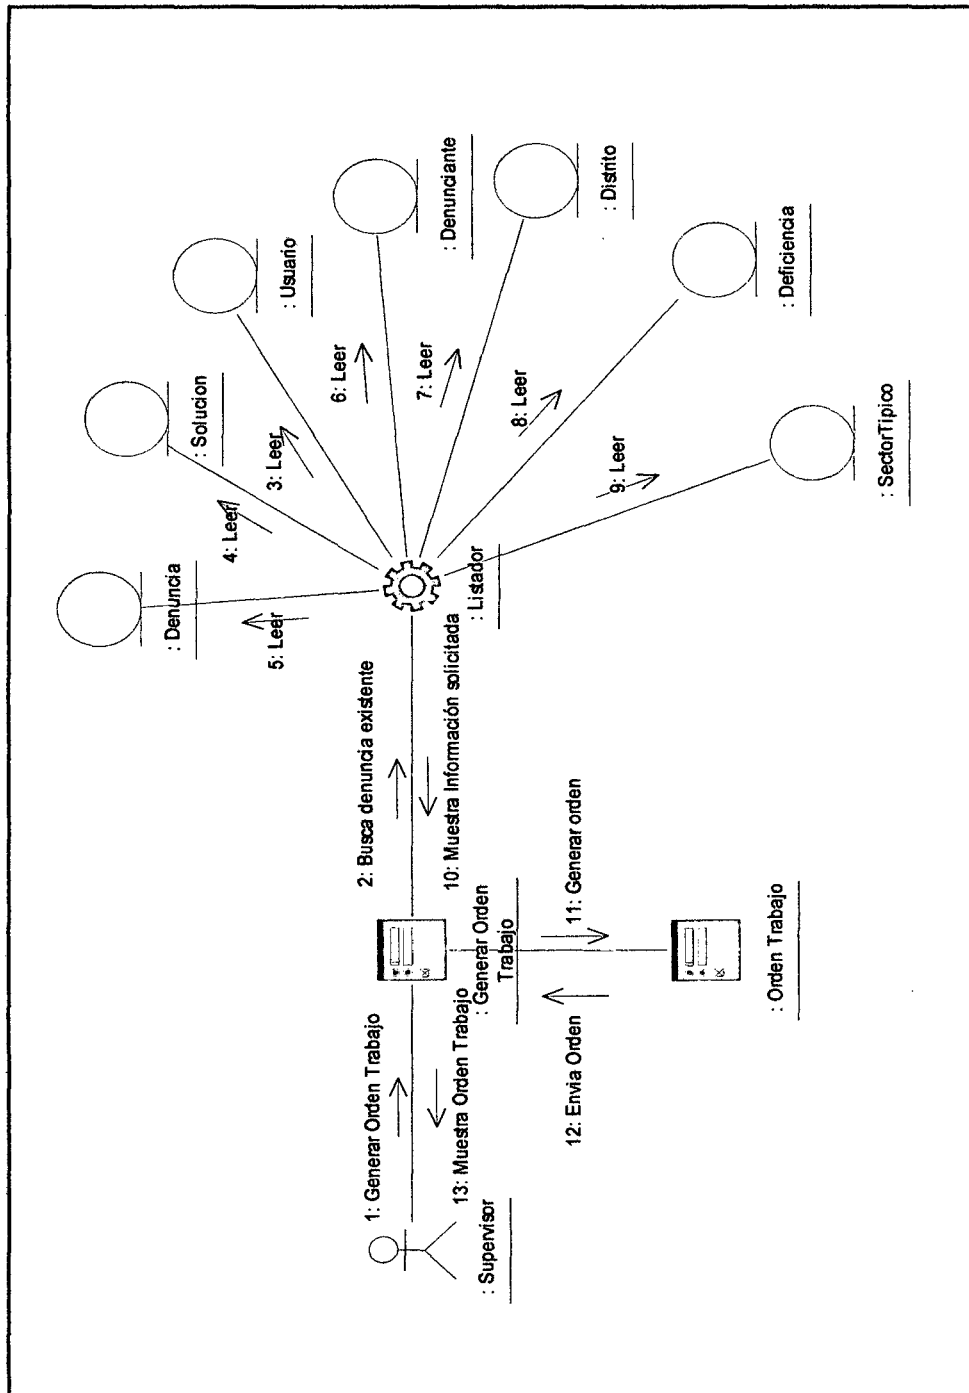 1: Generar Orden Trabajo
13: Muestra Orden Trabajo
: Supervisor
2: Busca denuncia existente
10: Muestra Información solicitada
: Generar Orden
Trabajo
11: Generar orden
12: Envia Orden
: Orden Trabajo
: Listador
5: Leer
: Denuncia
4: Leer
: Solucion
3: Leer
: Usuario
6: Leer
: Denunciante
7: Leer
: Distrito
8: Leer
: Deficiencia
9: Leer
: SectorTipico